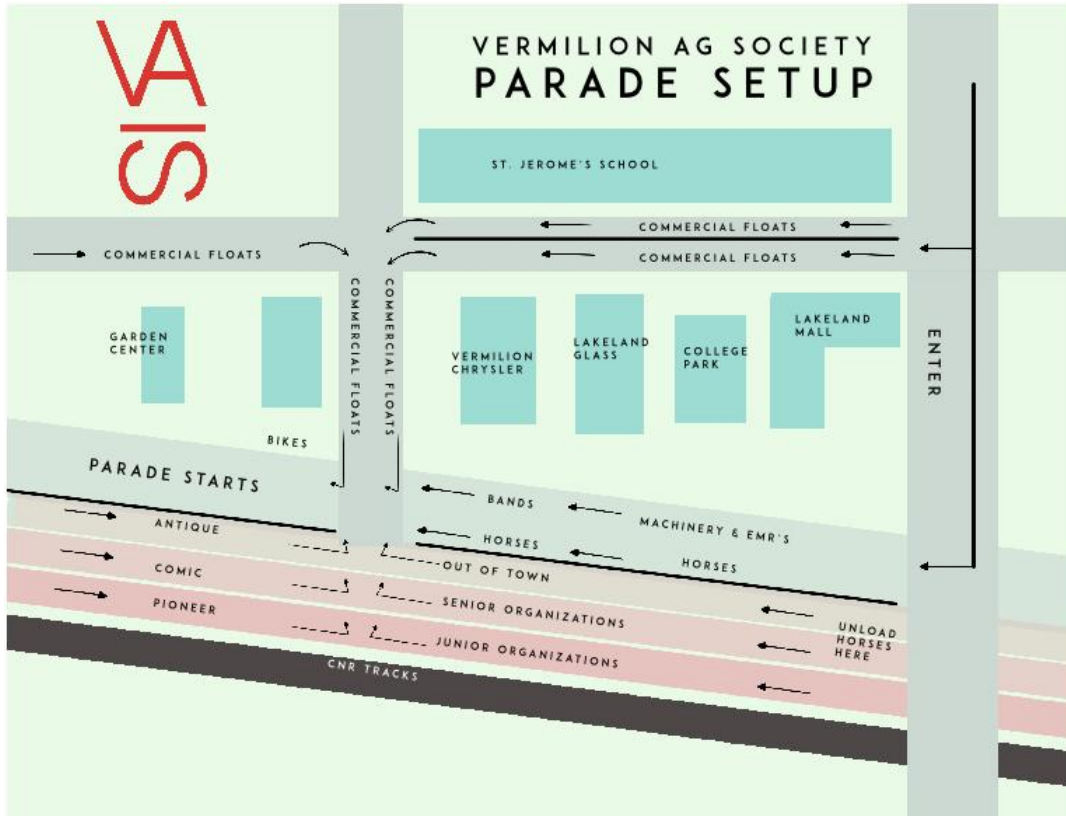 VA
SI
VERMILION AG SOCIETY
PARADE SETUP
ST. JEROME'S SCHOOL
COMMERCIAL FLOATS
COMMERCIAL FLOATS
COMMERCIAL FLOATS
COMMERCIAL FLOATS
COMMERCIAL FLOATS
GARDEN
CENTER
VERMILION
CHRYSLER
LAKELAND
GLASS
COLLEGE
PARK
LAKELAND
MALL
ENTER
BIKES
PARADE STARTS
BANDS
MACHINERY & EMR'S
ANTIQUE
HORSES
HORSES
COMIC
OUT OF TOWN
PIONEER
SENIOR ORGANIZATIONS
UNLOAD
HORSES
HERE
JUNIOR ORGANIZATIONS
CNR TRACKS